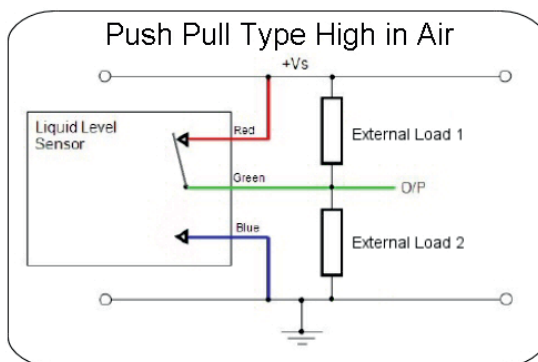 Push Pull Type High in Air
+Vs
Liquid Level
Sensor
Red
External Load 1
Green
O/P
Blue
External Load 2